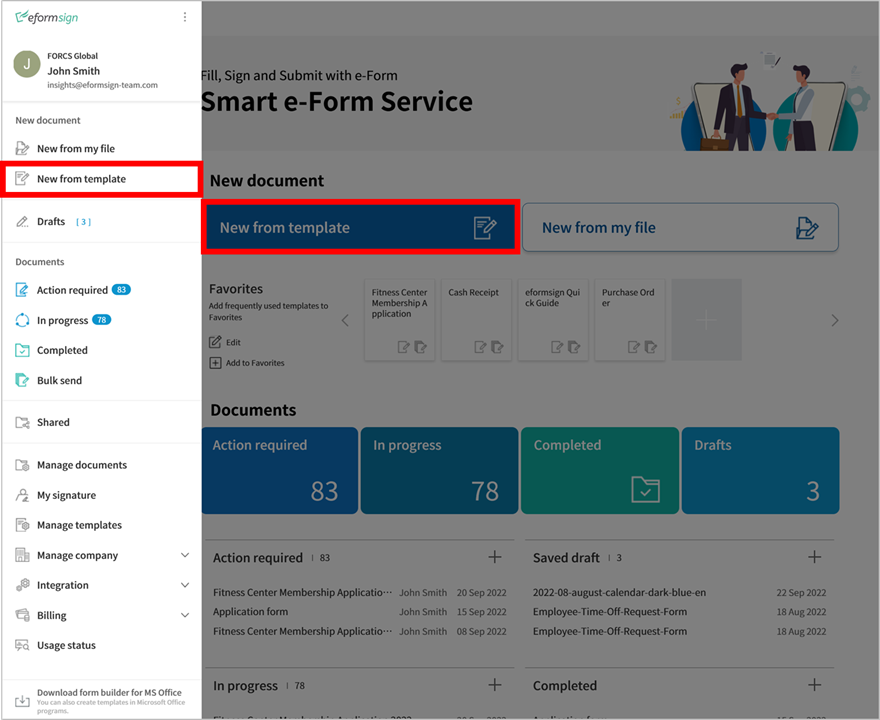 eformsign
J
FORCS Global
John Smith
insights@eformsign-team.com
New document
New from my file
New from template
Drafts [ 3 ]
Documents
Action required 83
In progress 78
Completed
Bulk send
Shared
Manage documents
My signature
Manage templates
Manage company
Integration
Billing
Usage status
Download form builder for MS Office
You can also create templates in Microsoft Office
programs.
Fill, Sign and Submit with e-Form
Smart e-Form Service
New document
New from template
New from my file
Favorites
Add frequently used templates to
Favorites
Edit
Add to Favorites
Fitness Center
Membership A
pplication
Cash Receipt
eformsign Qui
ck Guide
Purchase Ord
er
Documents
Action required
83
In progress
78
Completed
Drafts
3
Action required | 83
Fitness Center Membership Applicatio··· John Smith 20 Sep 2022
Application form John Smith 15 Sep 2022
Fitness Center Membership Applicatio··· John Smith 08 Sep 2022
Saved draft | 3
2022-08-august-calendar-dark-blue-en 22 Sep 2022
Employee-Time-Off-Request-Form 18 Aug 2022
Employee-Time-Off-Request-Form 18 Aug 2022
In progress | 78
Completed